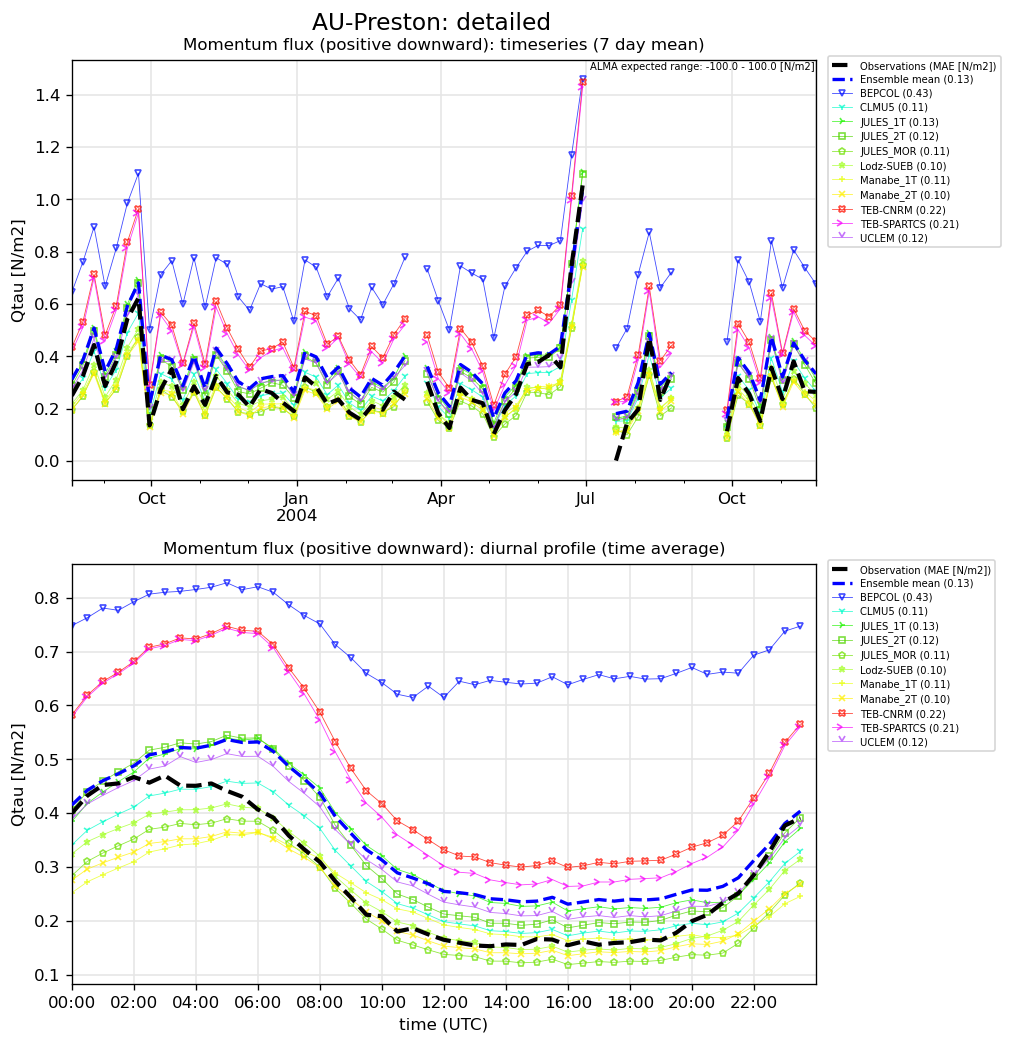 AU-Preston: detailed
Momentum flux (positive downward): timeseries (7 day mean)
ALMA expected range: -100.0 - 100.0 [N/m2]
Qtau [N/m2]
1.4
1.2
1.0
0.8
0.6
0.4
0.2
0.0
Oct
Jan
2004
Apr
Jul
Oct
Observations (MAE [N/m2])
Ensemble mean (0.13)
BEPCOL (0.43)
CLMU5 (0.11)
JULES_1T (0.13)
JULES_2T (0.12)
JULES_MOR (0.11)
Lodz-SUEB (0.10)
Manabe_1T (0.11)
Manabe_2T (0.10)
TEB-CNRM (0.22)
TEB-SPARTCS (0.21)
UCLEM (0.12)
Momentum flux (positive downward): diurnal profile (time average)
Qtau [N/m2]
0.8
0.7
0.6
0.5
0.4
0.3
0.2
0.1
00:00 02:00 04:00 06:00 08:00 10:00 12:00 14:00 16:00 18:00 20:00 22:00
time (UTC)
Observation (MAE [N/m2])
Ensemble mean (0.13)
BEPCOL (0.43)
CLMU5 (0.11)
JULES_1T (0.13)
JULES_2T (0.12)
JULES_MOR (0.11)
Lodz-SUEB (0.10)
Manabe_1T (0.11)
Manabe_2T (0.10)
TEB-CNRM (0.22)
TEB-SPARTCS (0.21)
UCLEM (0.12)